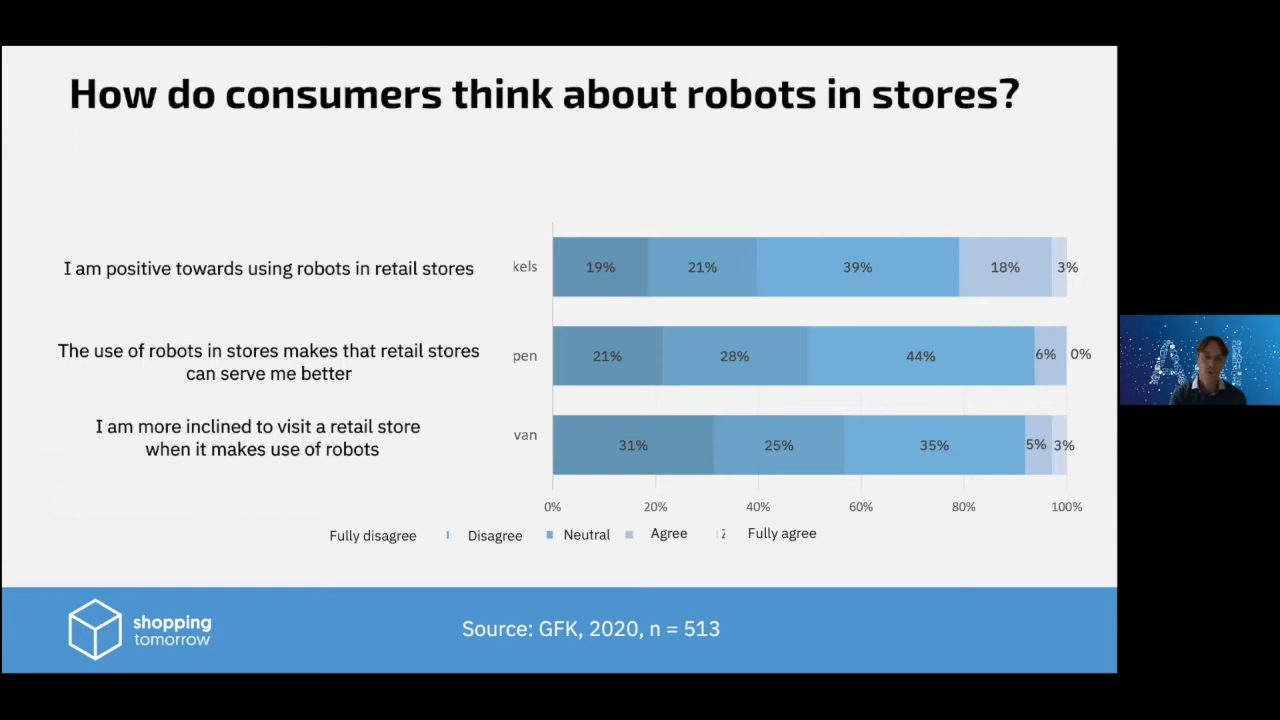 How do consumers think about robots in stores?
I am positive towards using robots in retail stores
kels
19%
21%
39%
18%
3%
The use of robots in stores makes that retail stores
can serve me better
pen
21%
28%
44%
6%
0%
I am more inclined to visit a retail store
when it makes use of robots
van
31%
25%
35%
5%
3%
0%
20%
40%
60%
80%
100%
Fully disagree
Disagree
Neutral
Agree
Fully agree
shopping
tomorrow
Source: GFK, 2020, n = 513